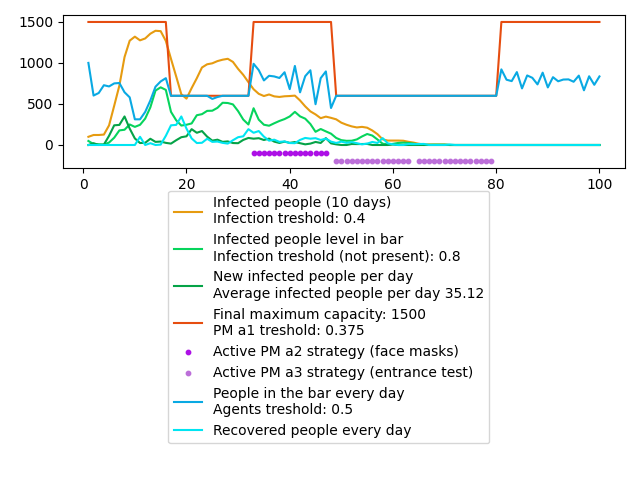 1500
1000
500
0
0
20
40
60
80
100
Infected people (10 days)
Infection treshold: 0.4
Infected people level in bar
Infection treshold (not present): 0.8
New infected people per day
Average infected people per day 35.12
Final maximum capacity: 1500
PM a1 treshold: 0.375
Active PM a2 strategy (face masks)
Active PM a3 strategy (entrance test)
People in the bar every day
Agents treshold: 0.5
Recovered people every day